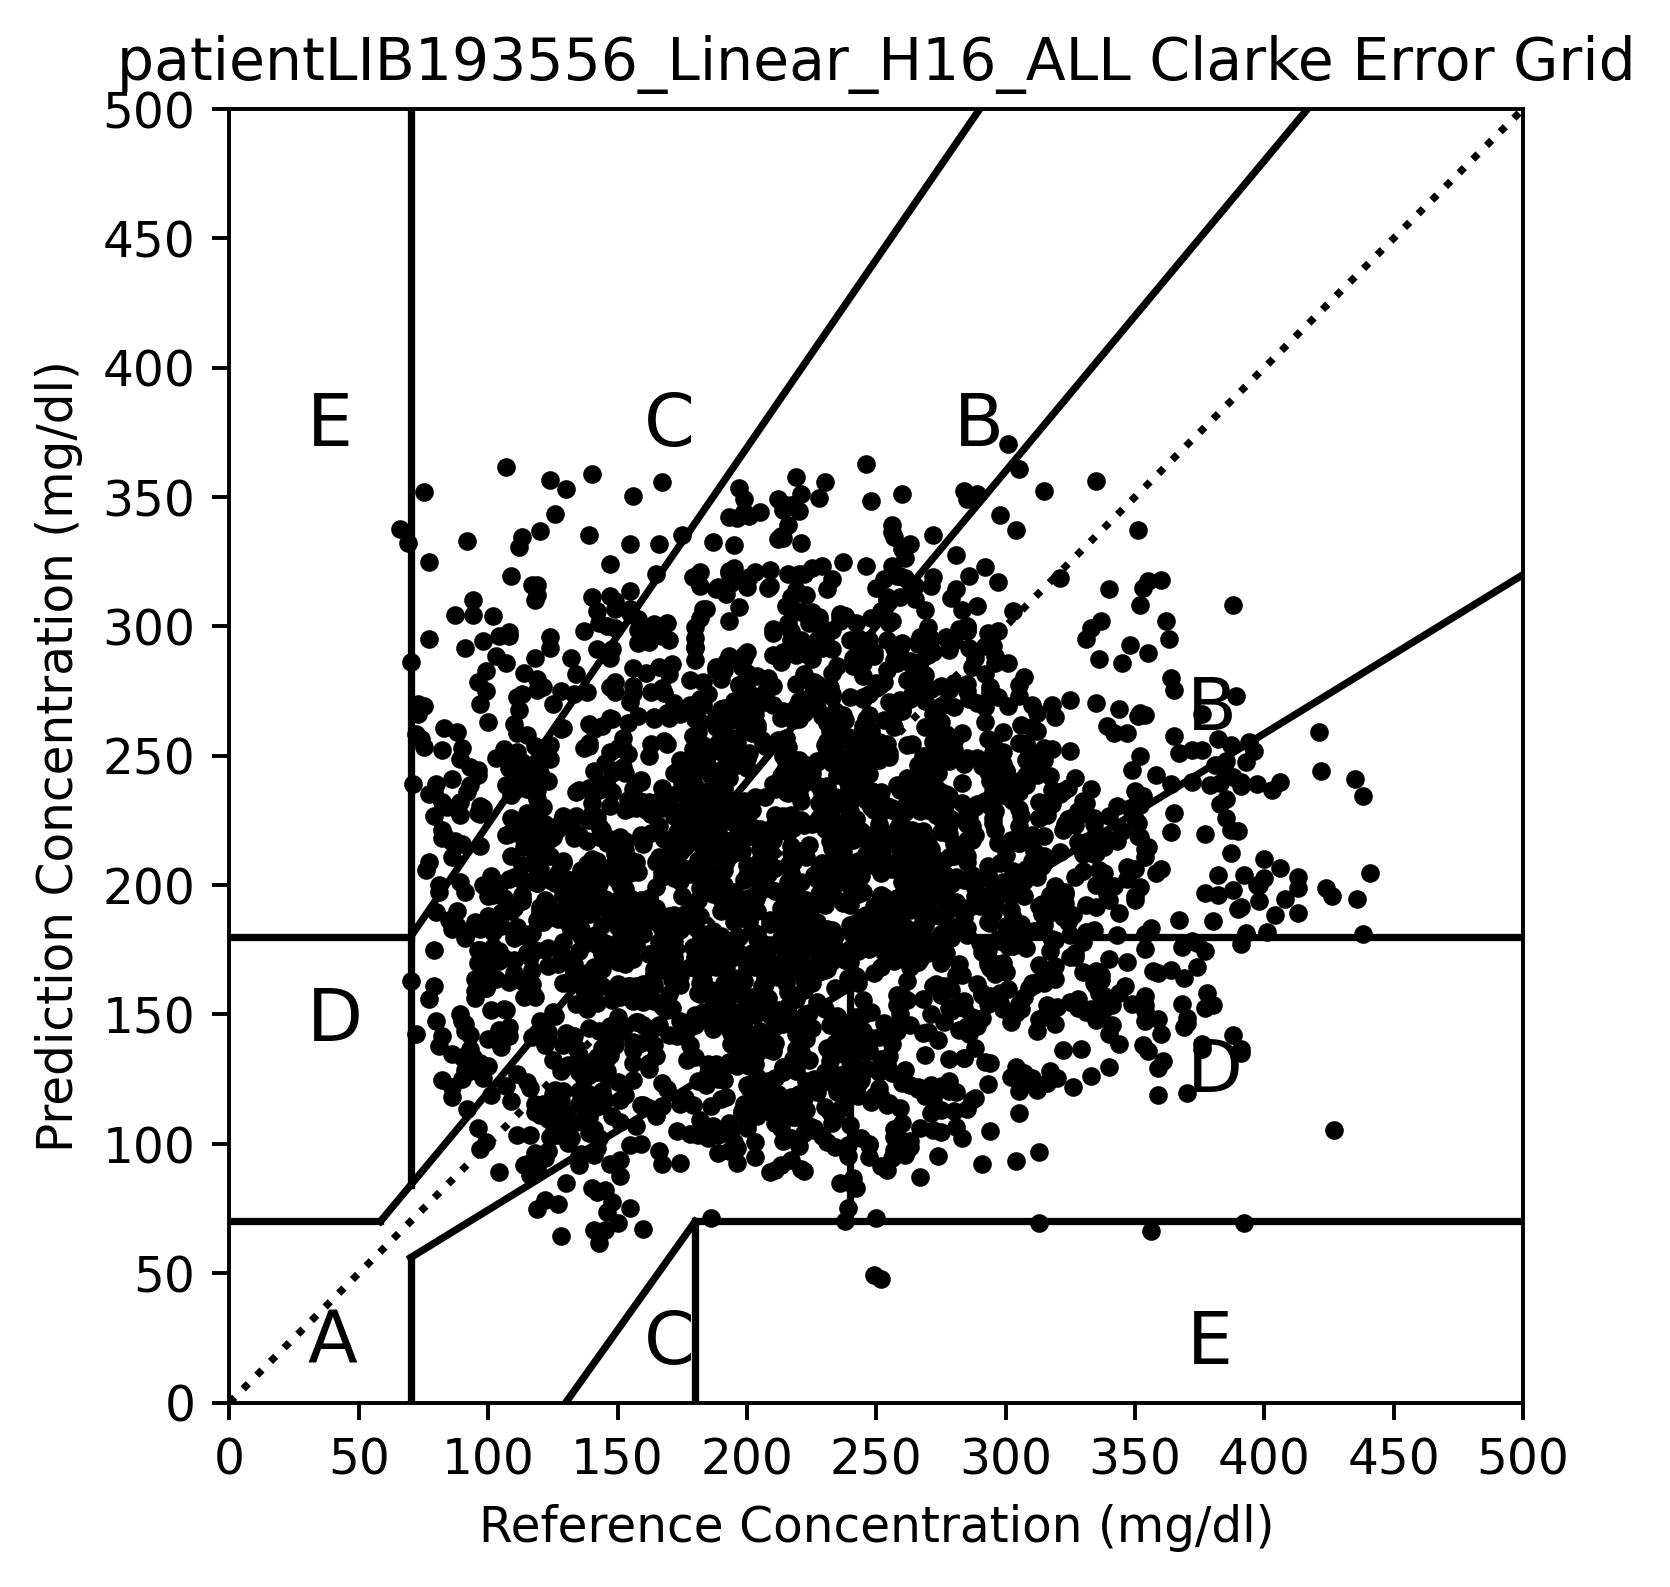 patientLIB193556_Linear_H16_ALL Clarke Error Grid
500
450
400
350
300
250
200
150
100
50
0
Prediction Concentration (mg/dl)
E
C
B
B
D
D
A
C
E
0 50 100 150 200 250 300 350 400 450 500
Reference Concentration (mg/dl)